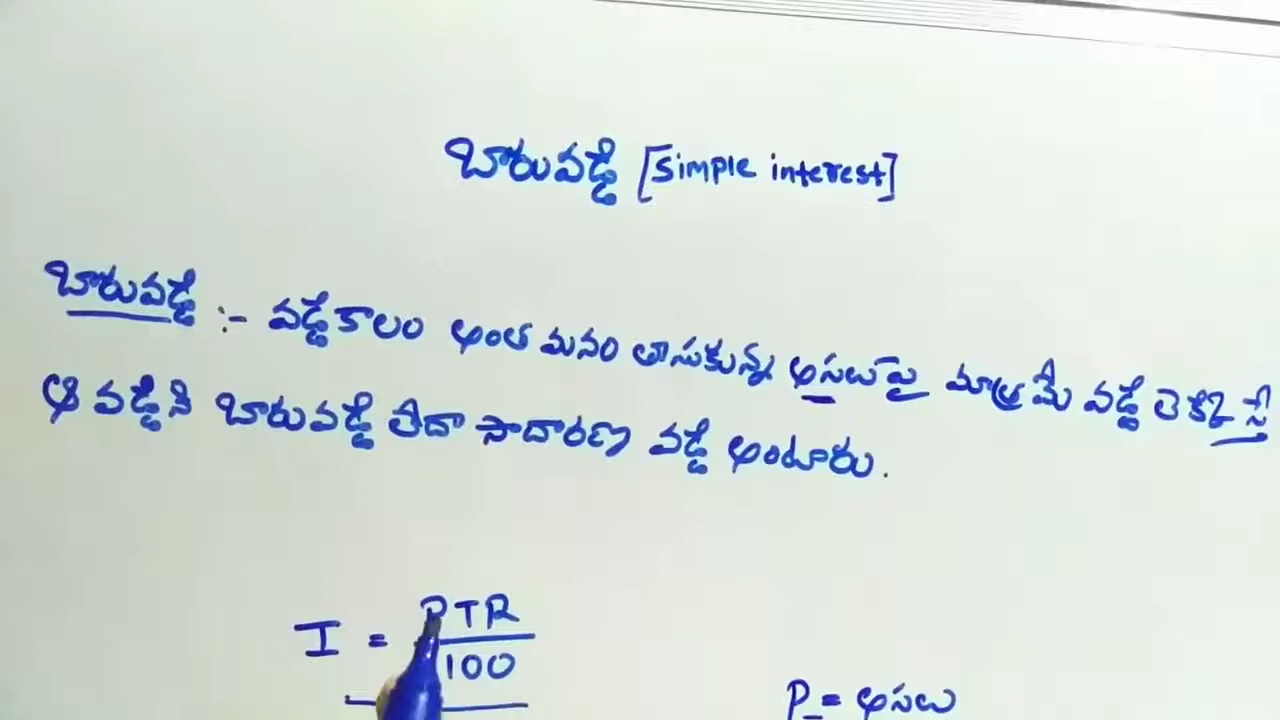 బారువడ్డీ [simple interest]
బారువడ్డీ :- వడ్డీకాలం అంత మనం తీసుకున్న అసలుపై మాత్రమే వడ్డీ లెక్కిస్తే
ఆ వడ్డీని బారువడ్డీ లేదా సాదారణ వడ్డీ అంటారు.
I = PTR
100
P = అసలు